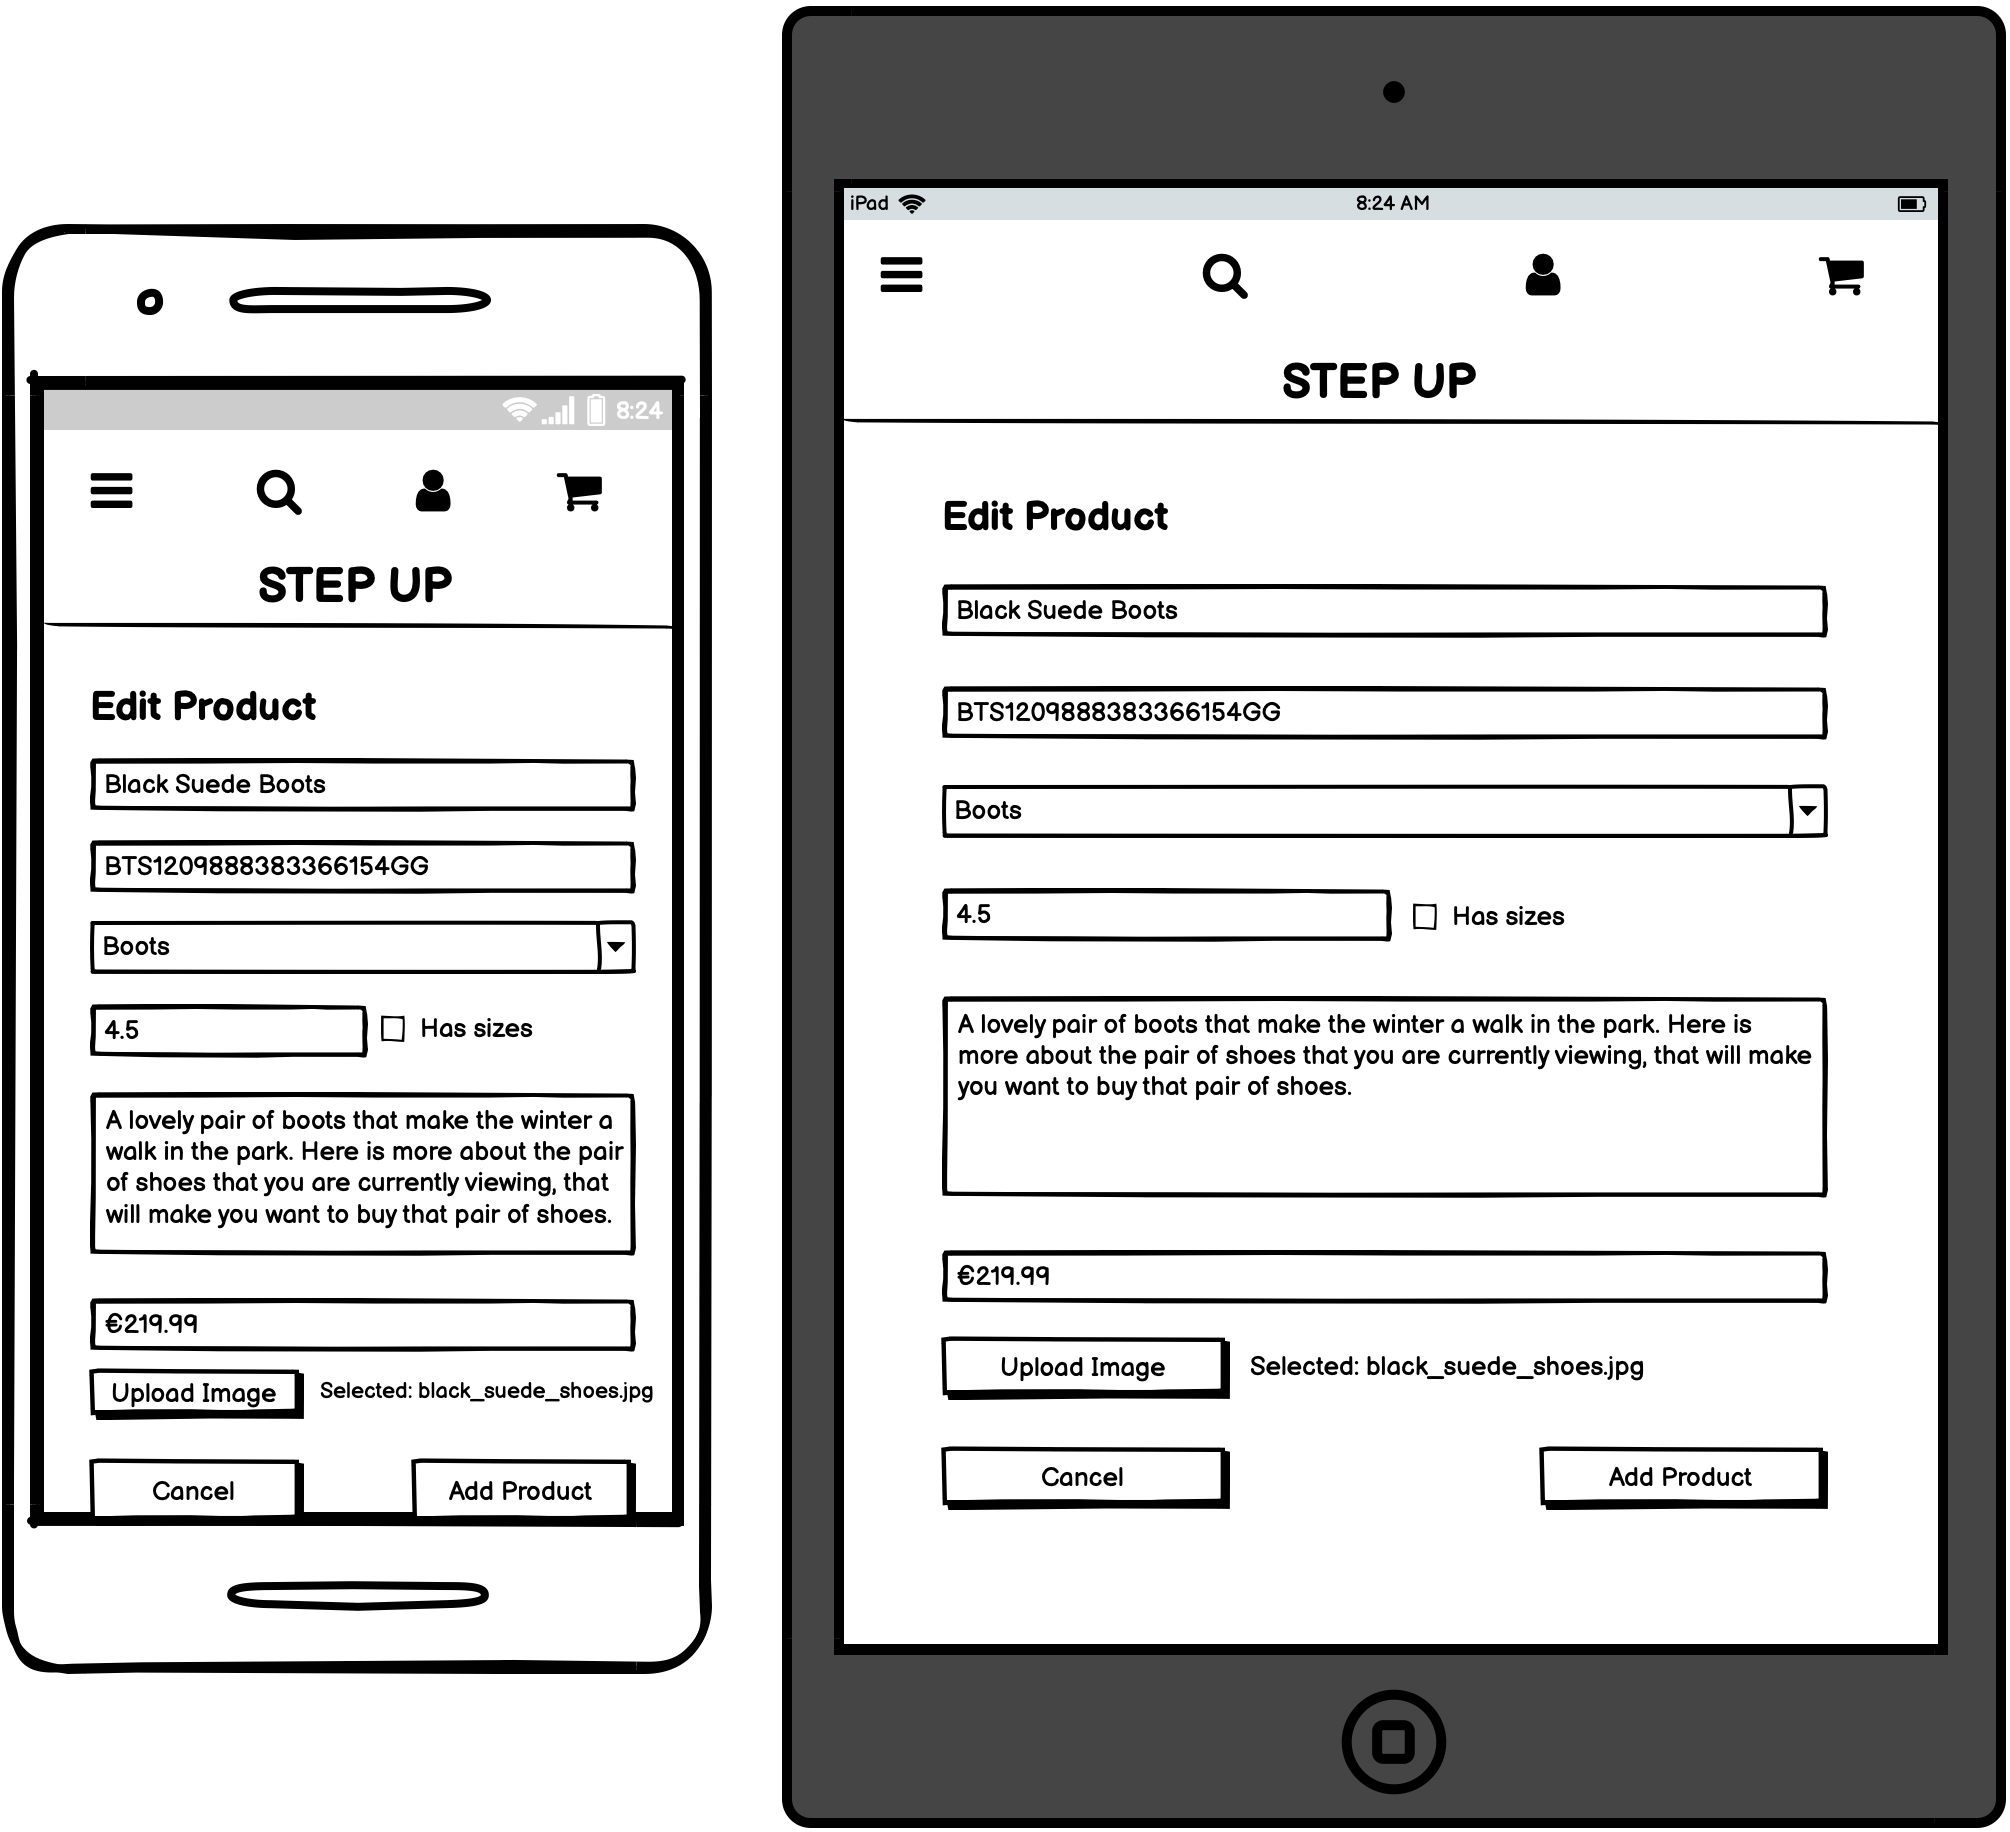 8:24
STEP UP
Edit Product
Black Suede Boots
BTS1209888383366154GG
Boots
4.5
Has sizes
A lovely pair of boots that make the winter a
walk in the park. Here is more about the pair
of shoes that you are currently viewing, that
will make you want to buy that pair of shoes.
€219.99
Upload Image
Selected: black_suede_shoes.jpg
Cancel
Add Product
iPad
8:24 AM
STEP UP
Edit Product
Black Suede Boots
BTS1209888383366154GG
Boots
4.5
Has sizes
A lovely pair of boots that make the winter a walk in the park. Here is
more about the pair of shoes that you are currently viewing, that will make
you want to buy that pair of shoes.
€219.99
Upload Image
Selected: black_suede_shoes.jpg
Cancel
Add Product